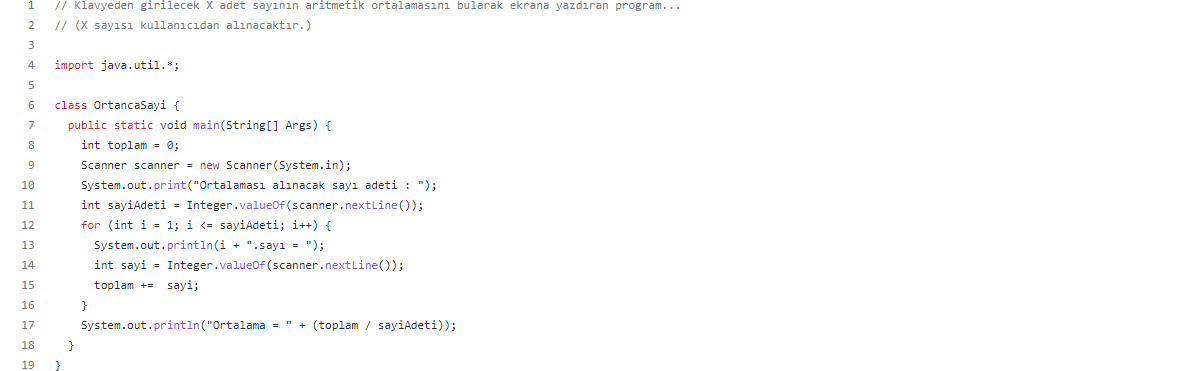 1 // Klavyeden girilecek X adet sayının aritmetik ortalamasını bularak ekrana yazdıran program...
2 // (X sayısı kullanıcıdan alınacaktır.)
3
4 import java.util.*;
5
6 class OrtancaSayi {
7 public static void main(String[] Args) {
8 int toplam = 0;
9 Scanner scanner = new Scanner(System.in);
10 System.out.print("Ortalaması alınacak sayı adeti : ");
11 int sayiAdeti = Integer.valueOf(scanner.nextLine());
12 for (int i = 1; i <= sayiAdeti; i++) {
13 System.out.println(i + ".sayı = ");
14 int sayi = Integer.valueOf(scanner.nextLine());
15 toplam +=  sayi;
16 }
17 System.out.println("Ortalama = " + (toplam / sayiAdeti));
18 }
19 }